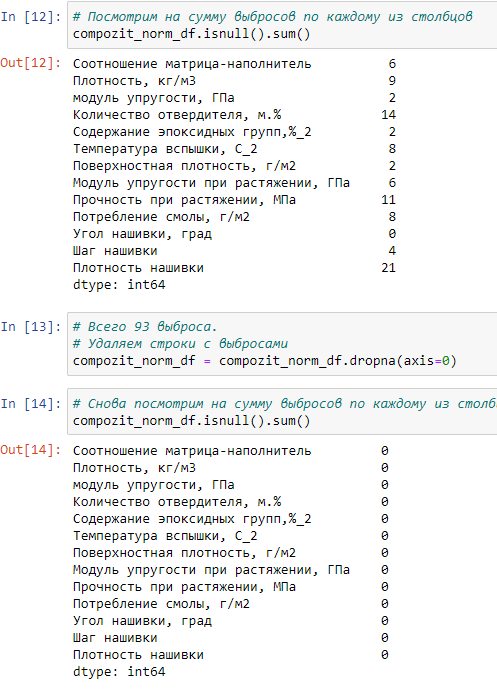 In [12]: # Посмотрим на сумму выбросов по каждому из столбцов
compozit_norm_df.isnull().sum()
Out[12]: Соотношение матрица-наполнитель 6
Плотность, кг/м3 9
модуль упругости, ГПа 2
Количество отвердителя, м.% 14
Содержание эпоксидных групп,%_2 2
Температура вспышки, С_2 8
Поверхностная плотность, г/м2 2
Модуль упругости при растяжении, ГПа 6
Прочность при растяжении, МПа 11
Потребление смолы, г/м2 8
Угол нашивки, град 0
Шаг нашивки 4
Плотность нашивки 21
dtype: int64
In [13]: # Всего 93 выброса.
# Удаляем строки с выбросами
compozit_norm_df = compozit_norm_df.dropna(axis=0)
In [14]: # Снова посмотрим на сумму выбросов по каждому из столб
compozit_norm_df.isnull().sum()
Out[14]: Соотношение матрица-наполнитель 0
Плотность, кг/м3 0
модуль упругости, ГПа 0
Количество отвердителя, м.% 0
Содержание эпоксидных групп,%_2 0
Температура вспышки, С_2 0
Поверхностная плотность, г/м2 0
Модуль упругости при растяжении, ГПа 0
Прочность при растяжении, МПа 0
Потребление смолы, г/м2 0
Угол нашивки, град 0
Шаг нашивки 0
Плотность нашивки 0
dtype: int64